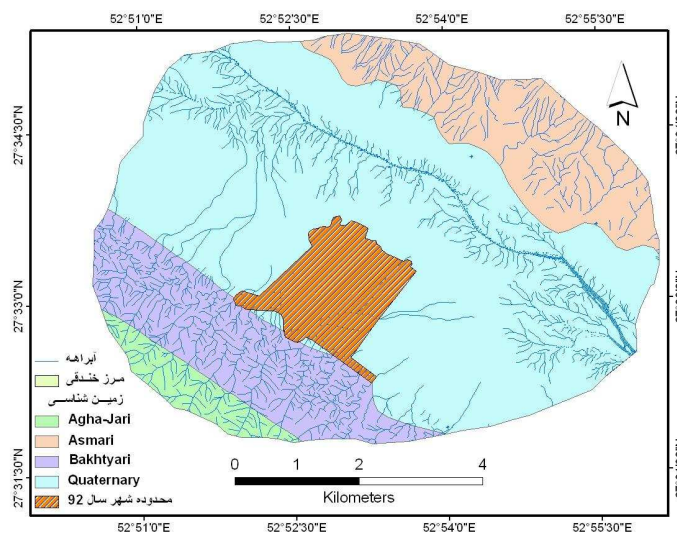 52°51'0"E 52°52'30"E 52°54'0"E 52°55'30"E
27°34'30"N
27°33'0"N
27°31'30"N
N
آبراهه
مرز خندقی
زمین شناسی
Agha-Jari
Asmari
Bakhtyari
Quaternary
محدوده شهر سال 92
0 1 2 4
Kilometers
52°51'0"E 52°52'30"E 52°54'0"E 52°55'30"E